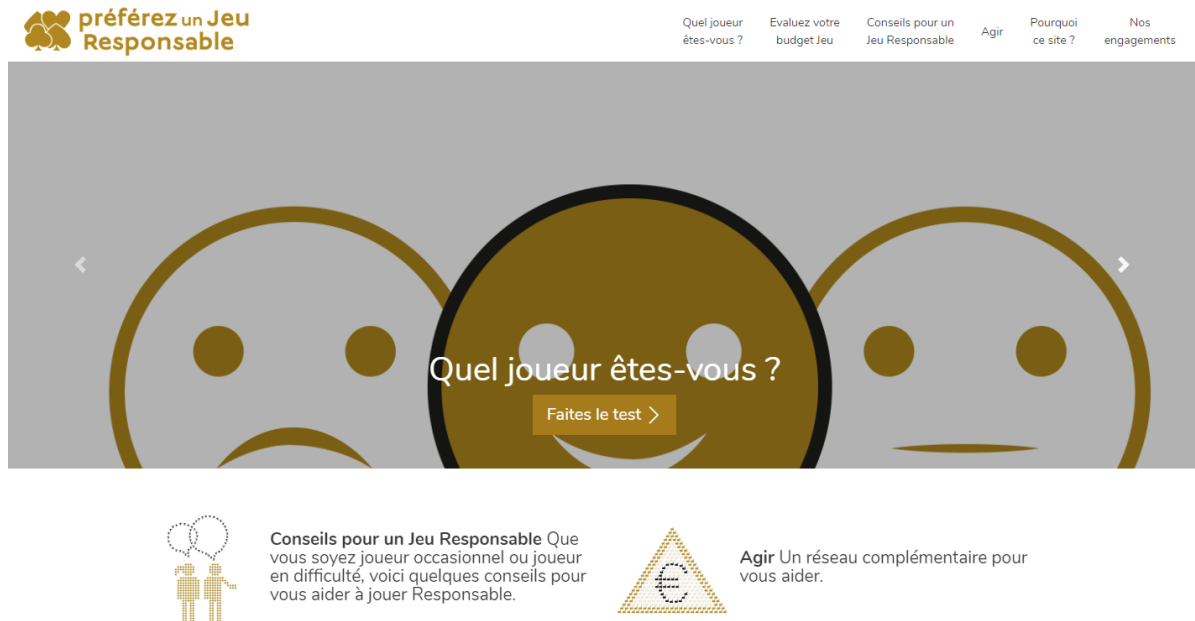 préférez un Jeu
Responsable
Quel joueur
êtes-vous ?
Evaluez votre
budget Jeu
Conseils pour un
Jeu Responsable
Agir
Pourquoi
ce site ?
Nos
engagements
Quel joueur êtes-vous ?
Faites le test
Conseils pour un Jeu Responsable Que
vous soyez joueur occasionnel ou joueur
en difficulté, voici quelques conseils pour
vous aider à jouer Responsable.
€
Agir Un réseau complémentaire pour
vous aider.